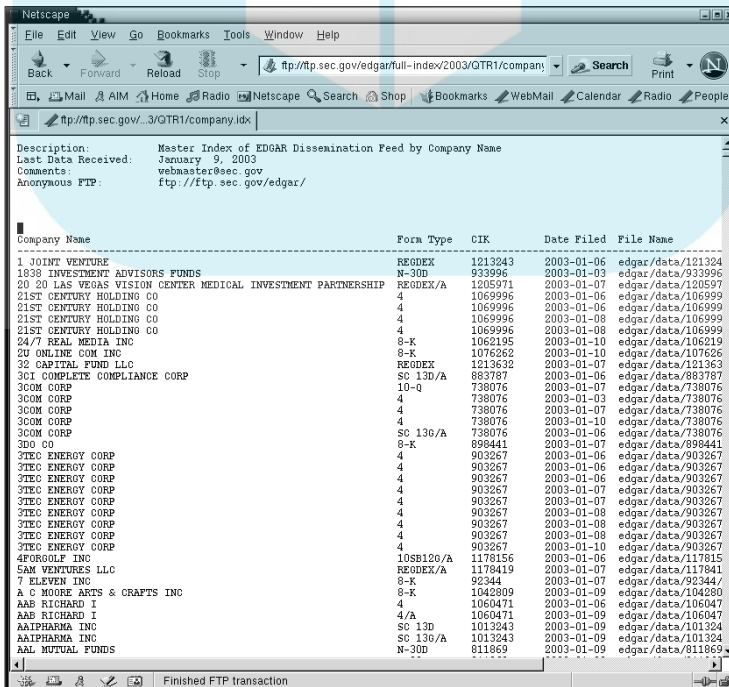 Netscape
File Edit View Go Bookmarks Tools Window Help
Back Forward Reload Stop ftp://ftp.sec.gov/edgar/full-index/2003/QTR1/company Search Print N
Mail AIM Home Radio Netscape Search Shop Bookmarks WebMail Calendar Radio People
ftp://ftp.sec.gov/...3/QTR1/company.idx
Description: Master Index of EDGAR Dissemination Feed by Company Name
Last Data Received: January 9, 2003
Comments: webmaster@sec.gov
Anonymous FTP: ftp://ftp.sec.gov/edgar/
Company Name Form Type CIK Date Filed File Name
1 JOINT VENTURE REGDEX 1213243 2003-01-06 edgar/data/121324
1838 INVESTMENT ADVISORS FUNDS N-30D 933996 2003-01-03 edgar/data/933996
20 20 LAS VEGAS VISION CENTER MEDICAL INVESTMENT PARTNERSHIP REGDEX/A 1205971 2003-01-07 edgar/data/120597
21ST CENTURY HOLDING CO 4 1069996 2003-01-06 edgar/data/106999
21ST CENTURY HOLDING CO 4 1069996 2003-01-06 edgar/data/106999
21ST CENTURY HOLDING CO 4 1069996 2003-01-08 edgar/data/106999
21ST CENTURY HOLDING CO 4 1069996 2003-01-08 edgar/data/106999
24/7 REAL MEDIA INC 8-K 1062195 2003-01-10 edgar/data/106219
2U ONLINE COM INC 8-K 1076262 2003-01-10 edgar/data/107626
32 CAPITAL FUND LLC REGDEX 1213632 2003-01-07 edgar/data/121363
3CI COMPLETE COMPLIANCE CORP SC 13D/A 883787 2003-01-06 edgar/data/883787
3COM CORP 10-Q 738076 2003-01-07 edgar/data/738076
3COM CORP 4 738076 2003-01-03 edgar/data/738076
3COM CORP 4 738076 2003-01-07 edgar/data/738076
3COM CORP 4 738076 2003-01-10 edgar/data/738076
3COM CORP SC 13G/A 738076 2003-01-06 edgar/data/738076
3DO CO 8-K 898441 2003-01-07 edgar/data/898441
3TEC ENERGY CORP 4 903267 2003-01-06 edgar/data/903267
3TEC ENERGY CORP 4 903267 2003-01-06 edgar/data/903267
3TEC ENERGY CORP 4 903267 2003-01-06 edgar/data/903267
3TEC ENERGY CORP 4 903267 2003-01-07 edgar/data/903267
3TEC ENERGY CORP 4 903267 2003-01-07 edgar/data/903267
3TEC ENERGY CORP 4 903267 2003-01-08 edgar/data/903267
3TEC ENERGY CORP 4 903267 2003-01-08 edgar/data/903267
3TEC ENERGY CORP 4 903267 2003-01-08 edgar/data/903267
3TEC ENERGY CORP 4 903267 2003-01-10 edgar/data/903267
4FORGOLF INC 10SB12G/A 1178156 2003-01-06 edgar/data/117815
5AM VENTURES LLC REGDEX/A 1178419 2003-01-07 edgar/data/117841
7 ELEVEN INC 8-K 92344 2003-01-07 edgar/data/92344/
A C MOORE ARTS & CRAFTS INC 8-K 1042809 2003-01-09 edgar/data/104280
AAB RICHARD I 4 1060471 2003-01-06 edgar/data/106047
AAB RICHARD I 4/A 1060471 2003-01-09 edgar/data/106047
AAIPHARMA INC SC 13D 1013243 2003-01-09 edgar/data/101324
AAIPHARMA INC SC 13G/A 1013243 2003-01-09 edgar/data/101324
AAL MUTUAL FUNDS N-30D 811869 2003-01-09 edgar/data/811869
Finished FTP transaction